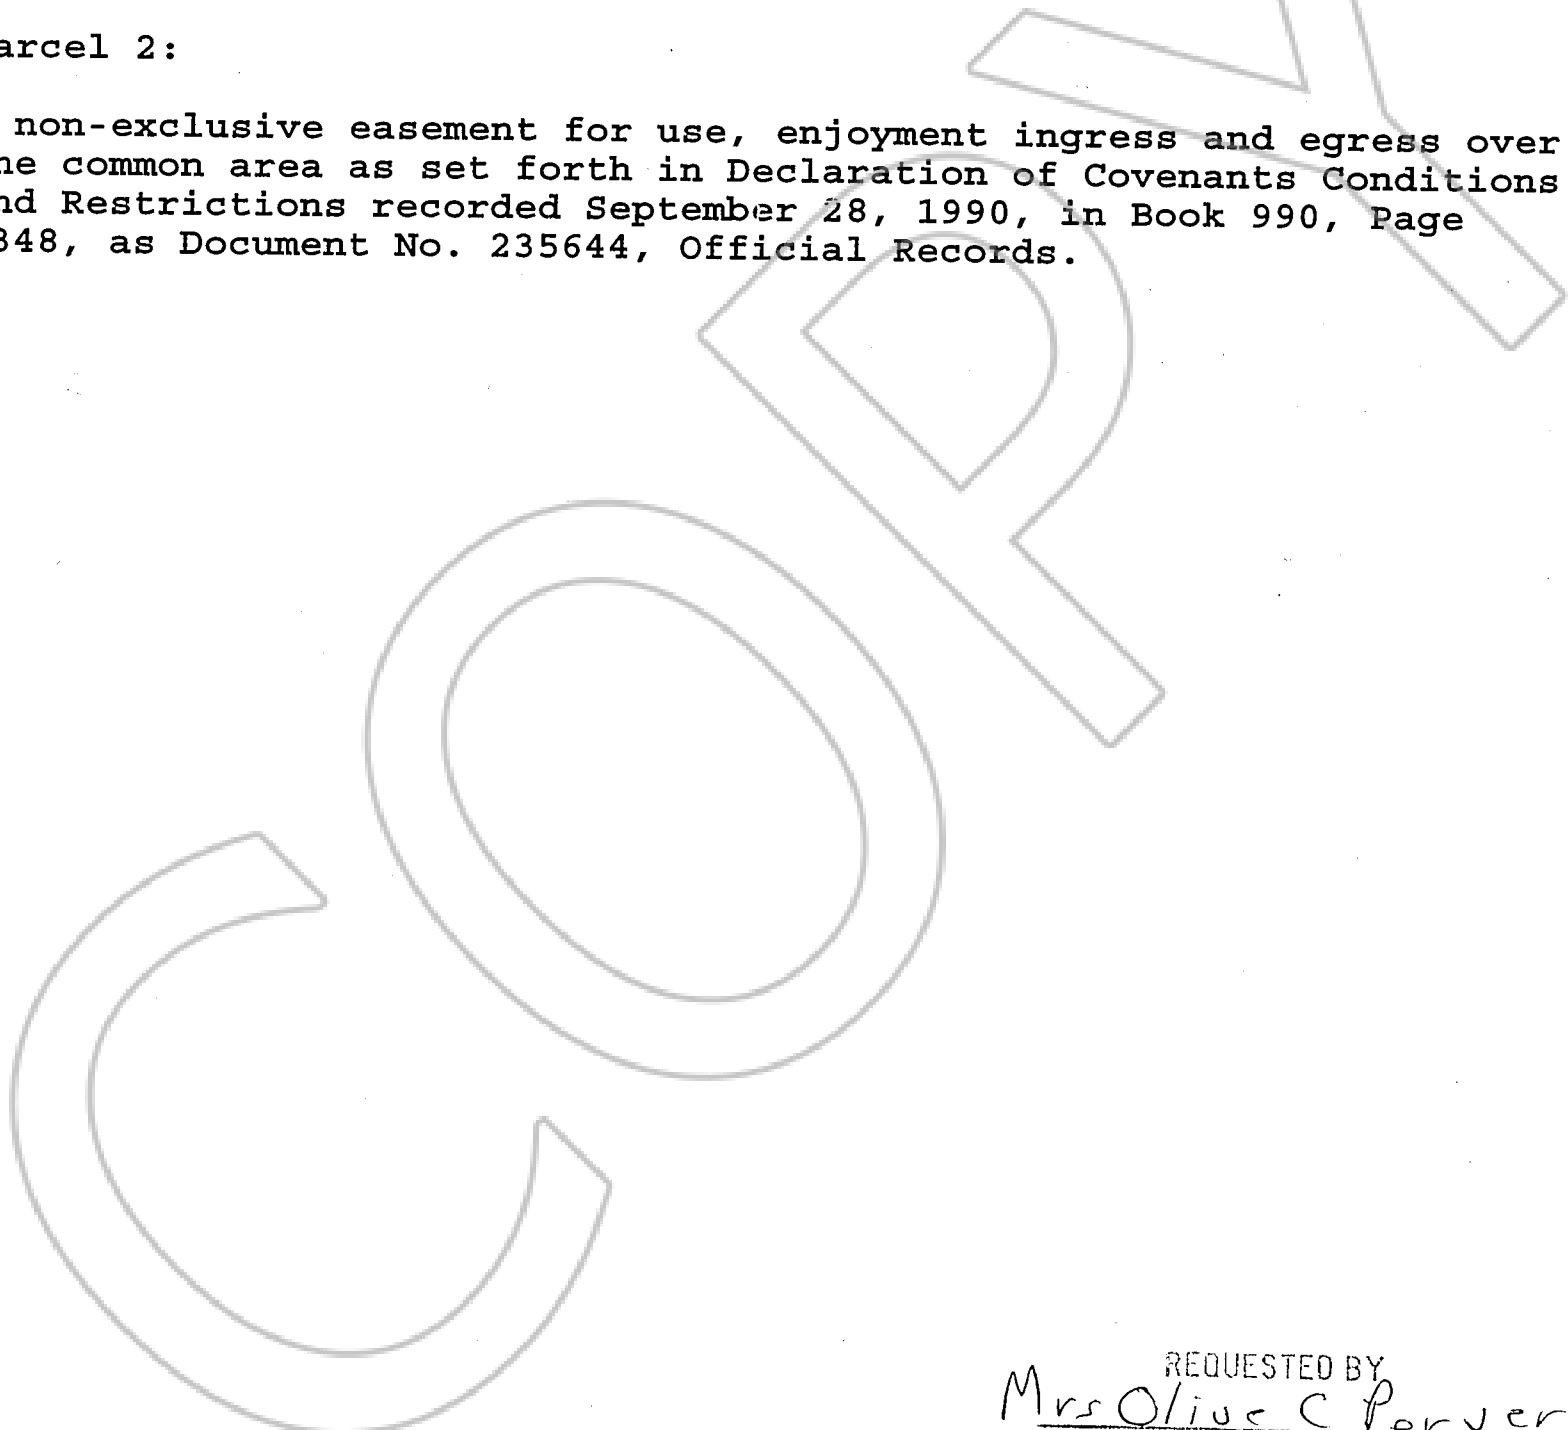 arcel 2:
non-exclusive easement for use, enjoyment ingress and egress over
he common area as set forth in Declaration of Covenants Conditions
nd Restrictions recorded September 28, 1990, in Book 990, Page
348, as Document No. 235644, Official Records.
COPY
REQUESTED BY
Mrs Olive C